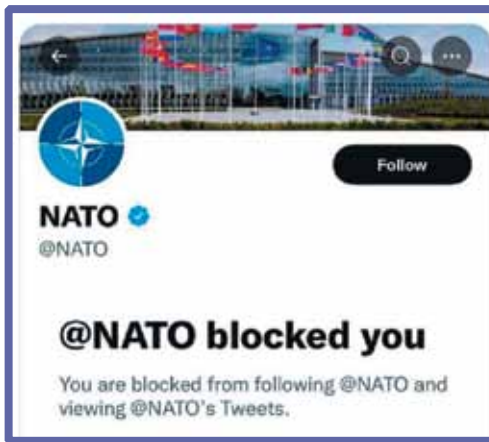 Follow
NATO
@NATO
@NATO blocked you
You are blocked from following @NATO and
viewing @NATO's Tweets.